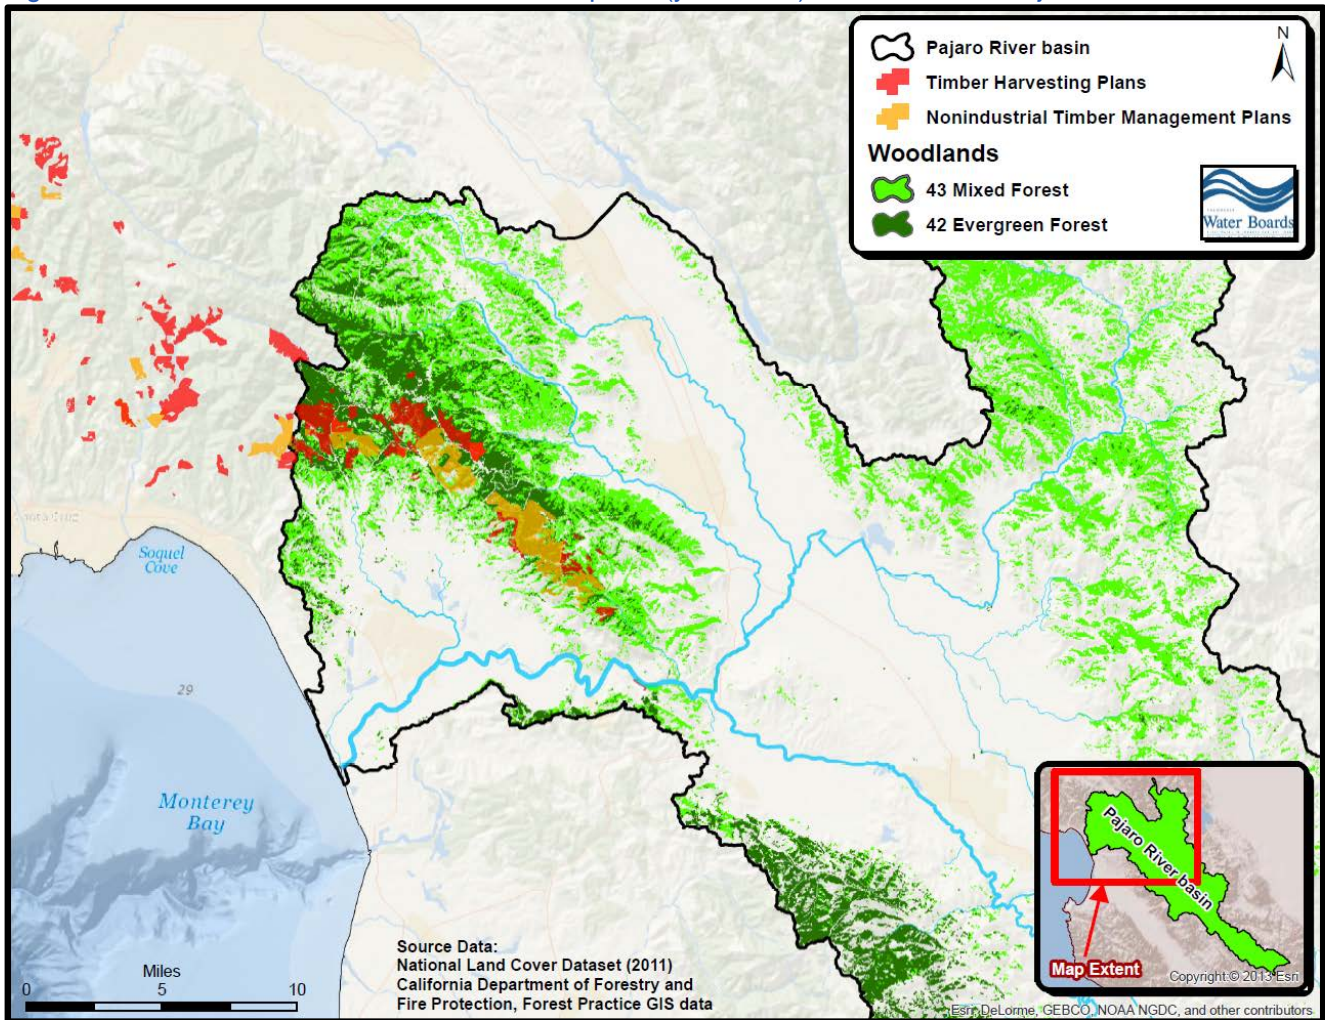 Pajaro River basin
Timber Harvesting Plans
Nonindustrial Timber Management Plans
Woodlands
43 Mixed Forest
42 Evergreen Forest
N
Water Boards
Soquel
Cove
29
Monterey
Bay
Miles
0 5 10
Source Data:
National Land Cover Dataset (2011)
California Department of Forestry and
Fire Protection, Forest Practice GIS data
Pajaro River basin
Map Extent
Copyright:© 2013 Esri
Esri, DeLorme, GEBCO, NOAA NGDC, and other contributors